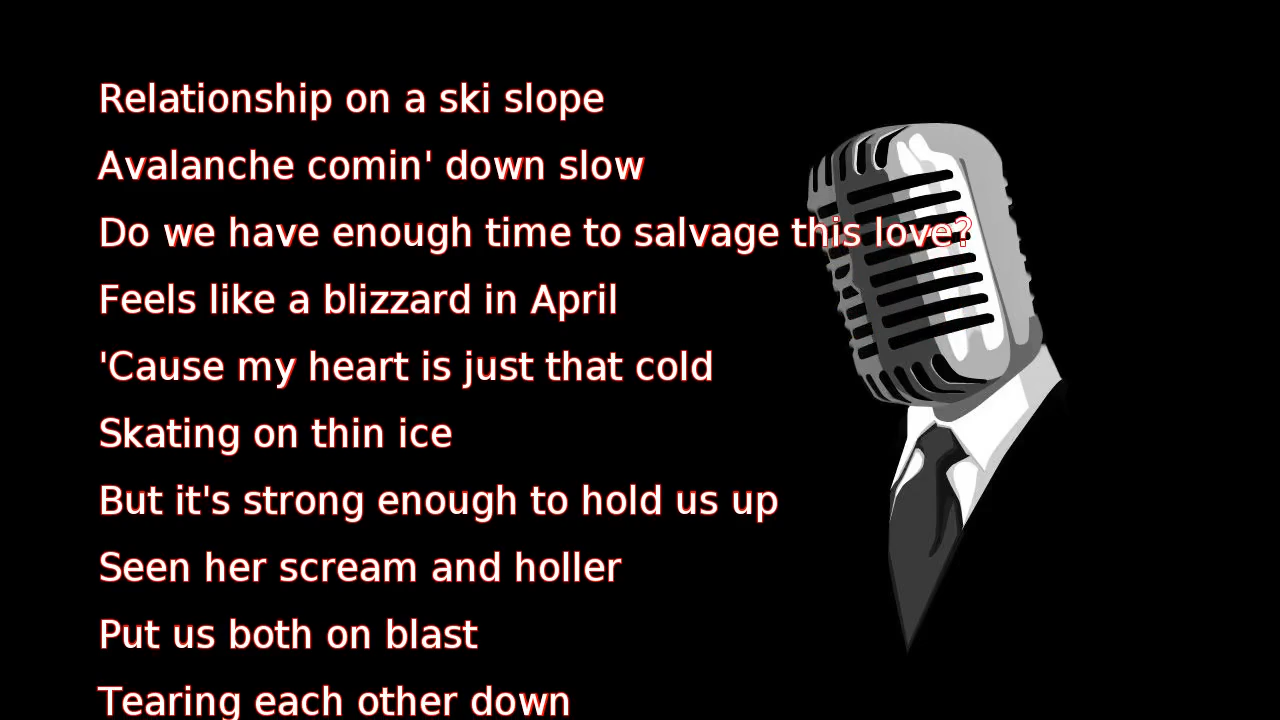 Relationship on a ski slope
Avalanche comin' down slow
Do we have enough time to salvage this love?
Feels like a blizzard in April
'Cause my heart is just that cold
Skating on thin ice
But it's strong enough to hold us up
Seen her scream and holler
Put us both on blast
Tearing each other down